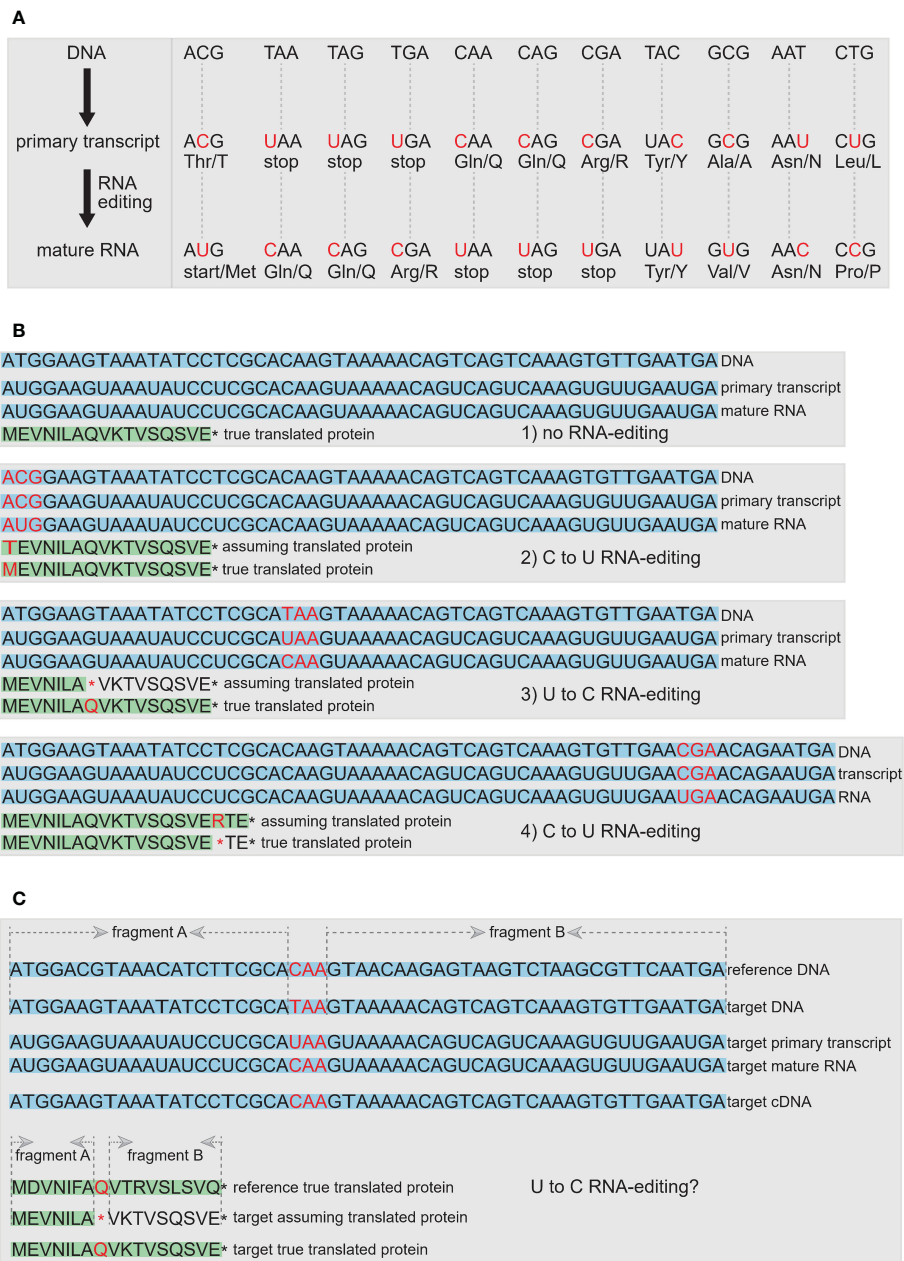 A
DNA ACG TAA TAG TGA CAA CAG CGA TAC GCG AAT CTG
primary transcript ACG UAA UAG UGA CAA CAG CGA UAC GCG AAU CUG
Thr/T stop stop stop Gln/Q Gln/Q Arg/R Tyr/Y Ala/A Asn/N Leu/L
RNA
editing
mature RNA AUG CAA CAG CGA UAA UAG UGA UAU GUG AAC CCG
start/Met Gln/Q Gln/Q Arg/R stop stop stop Tyr/Y Val/V Asn/N Pro/P
B
ATGGAAGTAAATATCCTCGCACAAGTAAAAACAGTCAGTCAAAGTGTTGAATGA DNA
AUGGAAGUAAAUAUCCUCGCACAAGUAAAAACAGUCAGUCAAAGUGUUGAAUGA primary transcript
AUGGAAGUAAAUAUCCUCGCACAAGUAAAAACAGUCAGUCAAAGUGUUGAAUGA mature RNA
MEVNILAQVKTVSQSVE* true translated protein 1) no RNA-editing
ACGGAAGTAAATATCCTCGCACAAGTAAAAACAGTCAGTCAAAGTGTTGAATGA DNA
ACGGAAGUAAAUAUCCUCGCACAAGUAAAAACAGUCAGUCAAAGUGUUGAAUGA primary transcript
AUGGAAGUAAAUAUCCUCGCACAAGUAAAAACAGUCAGUCAAAGUGUUGAAUGA mature RNA
TEVNILAQVKTVSQSVE* assuming translated protein
2) C to U RNA-editing
MEVNILAQVKTVSQSVE* true translated protein
ATGGAAGTAAATATCCTCGCATAAGTAAAAACAGTCAGTCAAAGTGTTGAATGA DNA
AUGGAAGUAAAUAUCCUCGCAUAAGUAAAAACAGUCAGUCAAAGUGUUGAAUGA primary transcript
AUGGAAGUAAAUAUCCUCGCACAAGUAAAAACAGUCAGUCAAAGUGUUGAAUGA mature RNA
MEVNILA*VKTVSQSVE* assuming translated protein
3) U to C RNA-editing
MEVNILAQVKTVSQSVE* true translated protein
ATGGAAGTAAATATCCTCGCACAAGTAAAAACAGTCAGTCAAAGTGTTGAACGAACAGAATGA DNA
AUGGAAGUAAAUAUCCUCGCACAAGUAAAAACAGUCAGUCAAAGUGUUGAACGAACAGAAUGA transcript
AUGGAAGUAAAUAUCCUCGCACAAGUAAAAACAGUCAGUCAAAGUGUUGAAUGAACAGAAUGA RNA
MEVNILAQVKTVSQSVERTE* assuming translated protein
4) C to U RNA-editing
MEVNILAQVKTVSQSVE*TE* true translated protein
C
fragment A fragment B
ATGGACGTAAACATCTTCGCACAAGTAACAAGAGTAAGTCTAAGCGTTCAATGA reference DNA
ATGGAAGTAAATATCCTCGCATAAGTAAAAACAGTCAGTCAAAGTGTTGAATGA target DNA
AUGGAAGUAAAUAUCCUCGCAUAAGUAAAAACAGUCAGUCAAAGUGUUGAAUGA target primary transcript
AUGGAAGUAAAUAUCCUCGCACAAGUAAAAACAGUCAGUCAAAGUGUUGAAUGA target mature RNA
ATGGAAGTAAATATCCTCGCACAAGTAAAAACAGTCAGTCAAAGTGTTGAATGA target cDNA
fragment A fragment B
MDVNIFAQVTRVSLSVQ* reference true translated protein U to C RNA-editing?
MEVNILA*VKTVSQSVE* target assuming translated protein
MEVNILAQVKTVSQSVE* target true translated protein